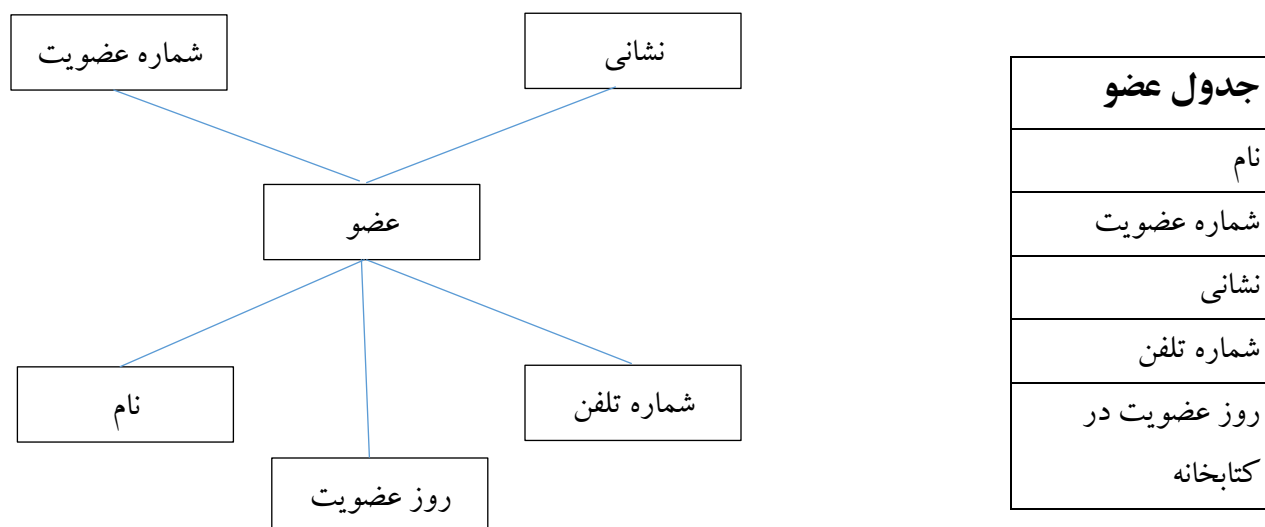 شماره عضویت
نشانی
عضو
نام
شماره تلفن
روز عضویت
جدول عضو
نام
شماره عضویت
نشانی
شماره تلفن
روز عضویت در
کتابخانه